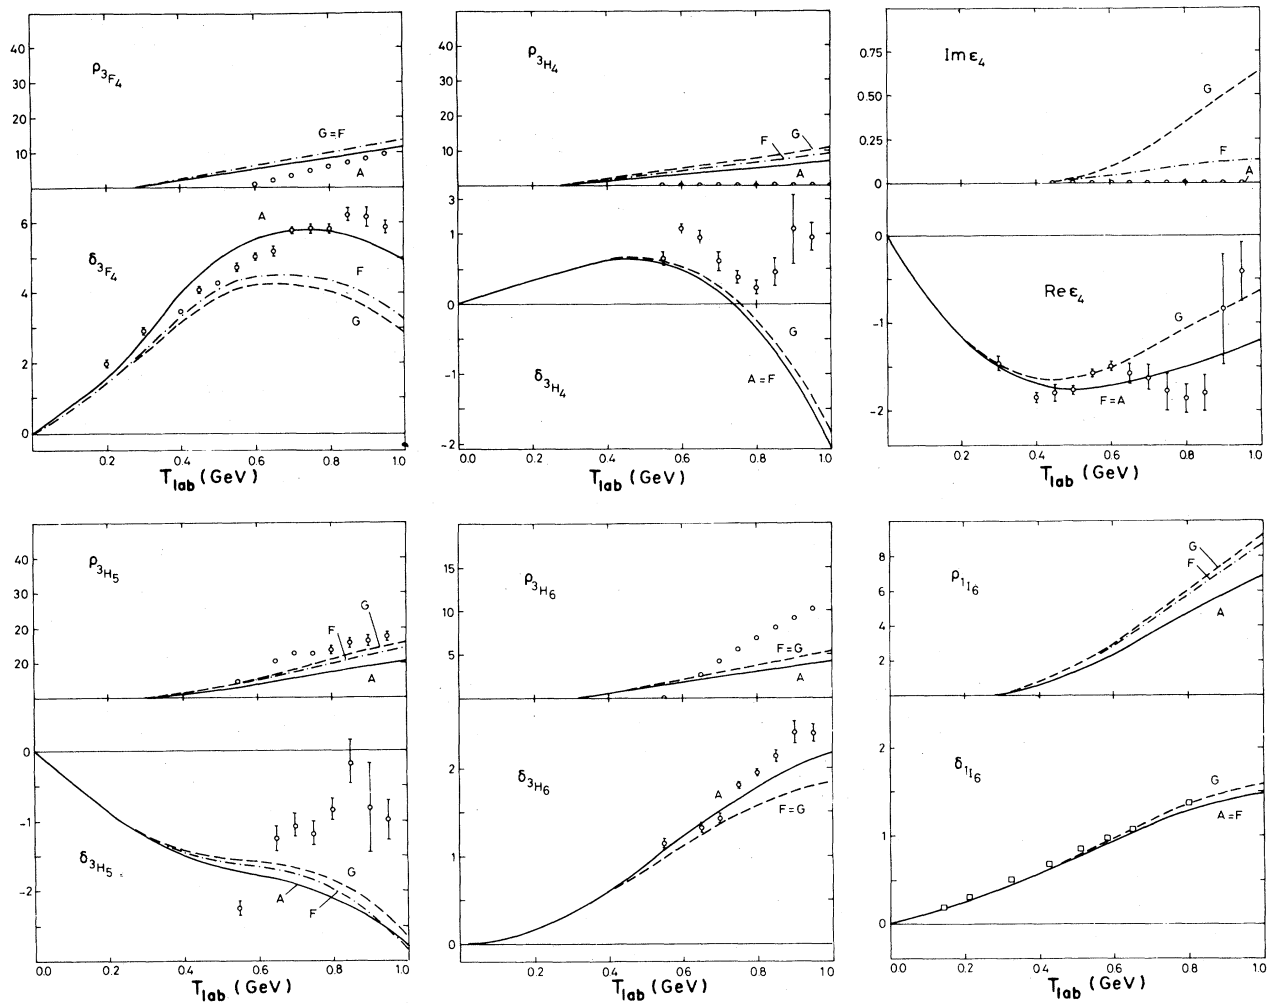 40
30
20
10
ρ3F4
G=F
A
6
4
2
0
δ3F4
A
F
G
0.2
0.4
0.6
0.8
1.0
Tlab (GeV)
40
30
20
10
ρ3H4
F
G
A
3
1
0
-1
-2
δ3H4
G
A=F
0.0
0.2
0.4
0.6
0.8
1.0
Tlab (GeV)
0.75
0.50
0.25
0
Im ε4
G
F
A
0
-1
-2
Re ε4
G
F=A
0.2
0.4
0.6
0.8
1.0
Tlab (GeV)
40
30
20
20
ρ3H5
G
F
A
0
-1
-2
δ3H5
G
A
F
0.0
0.2
0.4
0.6
0.8
1.0
Tlab (GeV)
15
10
5
ρ3H6
F=G
A
2
1
0
δ3H6
A
F=G
0.0
0.2
0.4
0.6
0.8
1.0
Tlab (GeV)
8
6
4
2
ρ1I6
G
F
A
2
1
0
δ1I6
G
A=F
0.0
0.2
0.4
0.6
0.8
1.0
Tlab (GeV)